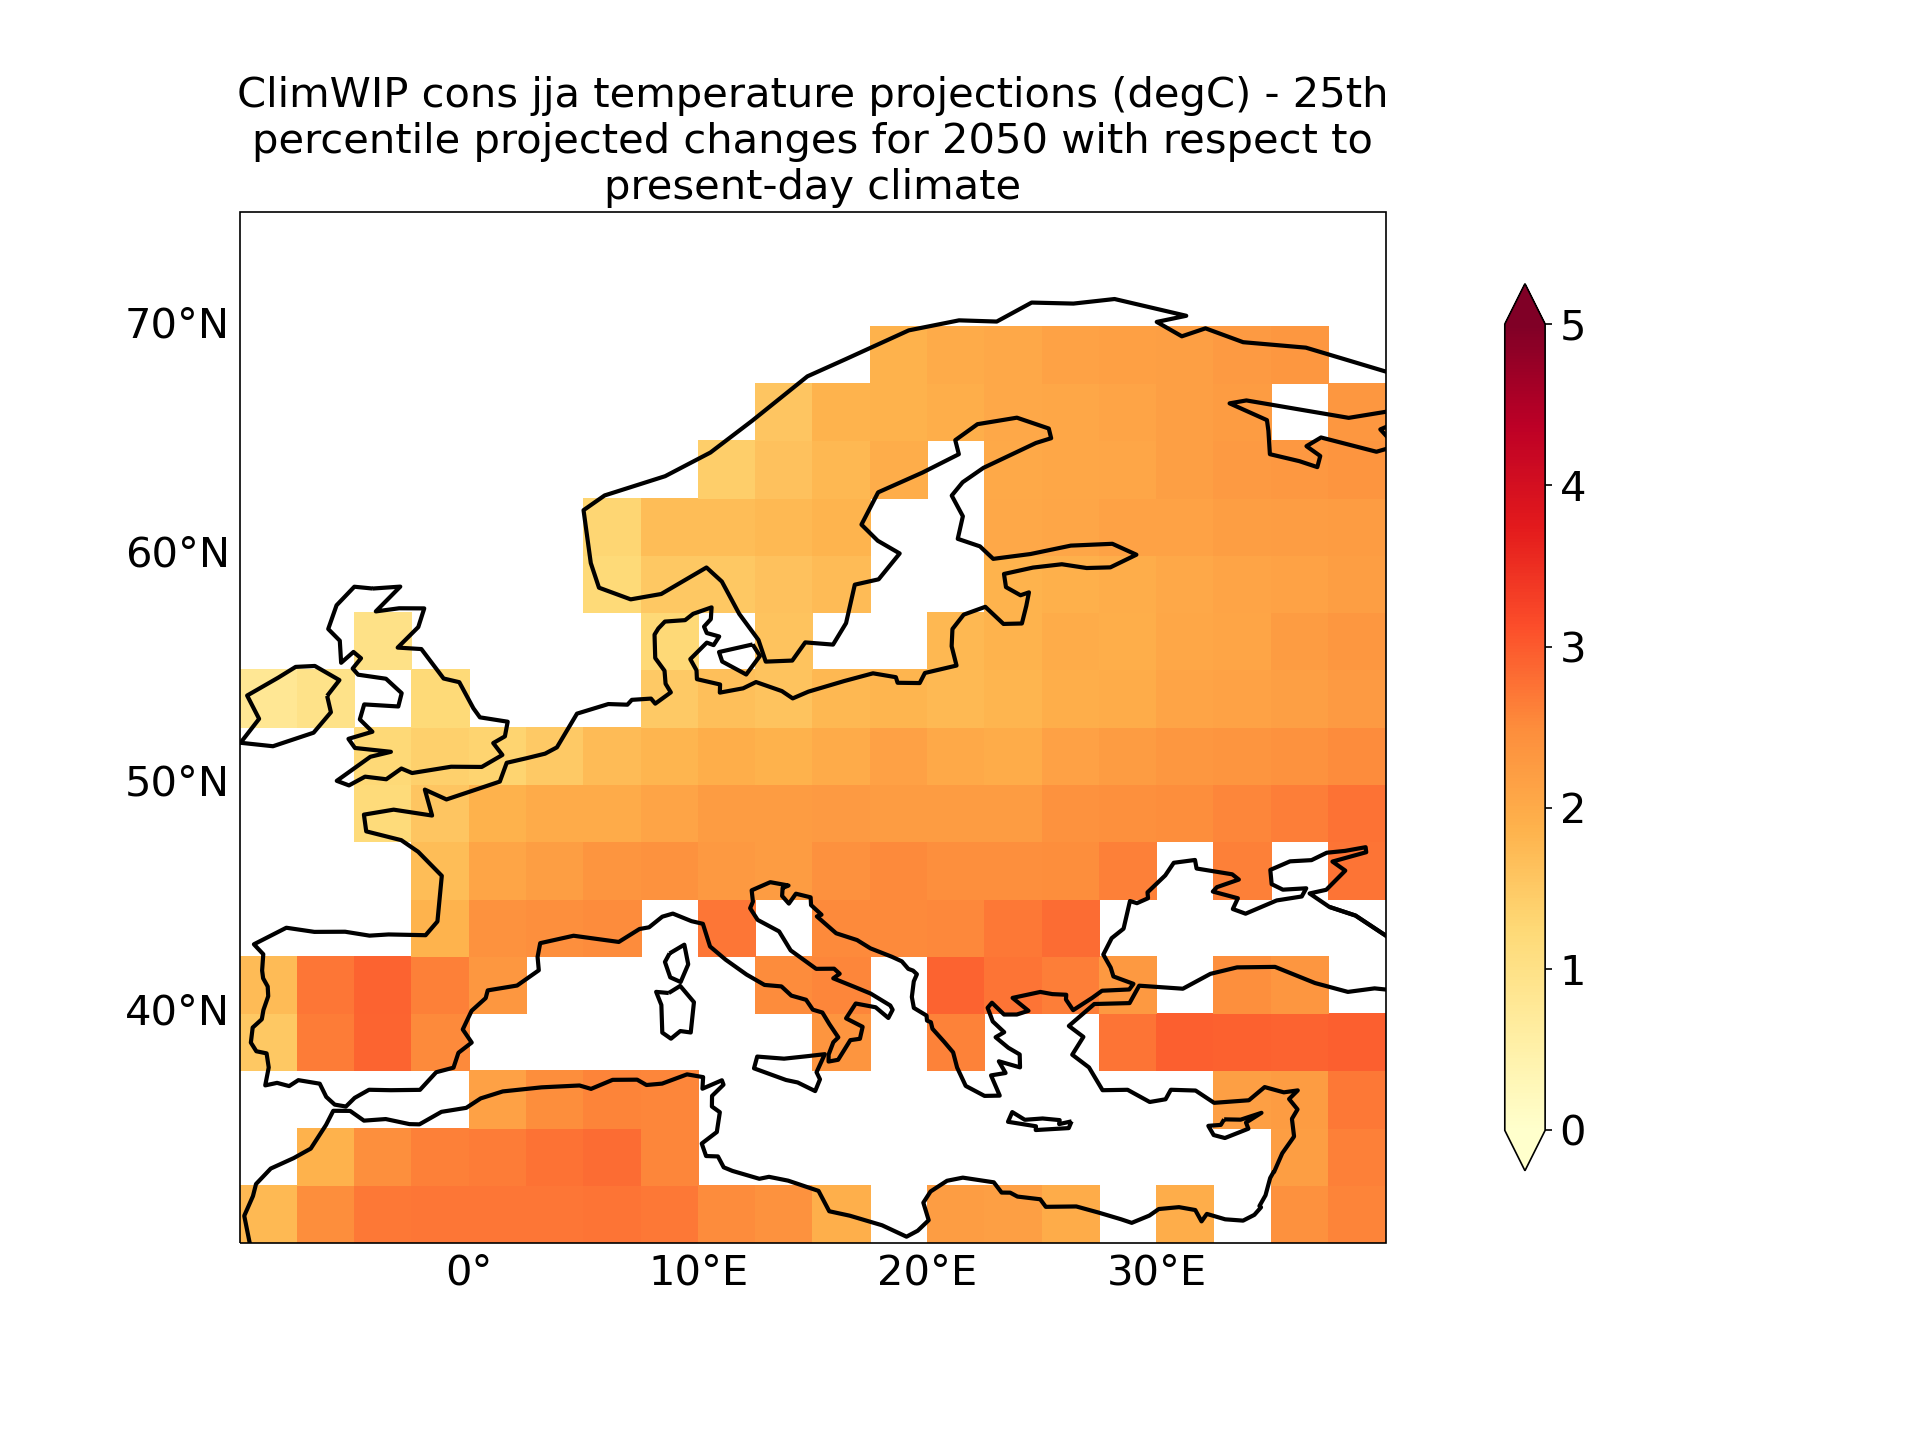 ClimWIP cons jja temperature projections (degC) - 25th
percentile projected changes for 2050 with respect to
present-day climate
70°N
60°N
50°N
40°N
0°
10°E
20°E
30°E
5
4
3
2
1
0